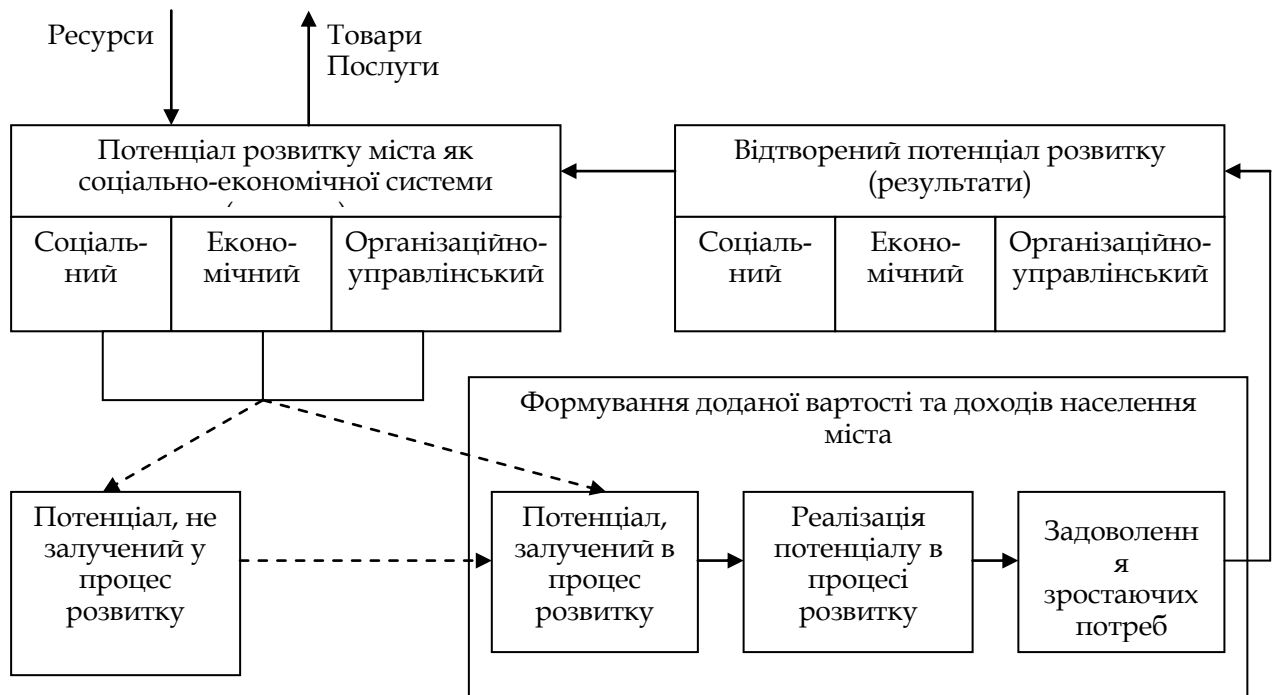 Ресурси
Товари
Послуги
Потенціал розвитку міста як
соціально-економічної системи
Соціаль-
ний
Еконо-
мічний
Організаційно-
управлінський
Відтворений потенціал розвитку
(результати)
Соціаль-
ний
Еконо-
мічний
Організаційно-
управлінський
Формування доданої вартості та доходів населення
міста
Потенціал, не
залучений у
процес
розвитку
Потенціал,
залучений в
процес
розвитку
Реалізація
потенціалу в
процесі
розвитку
Задоволенн
я
зростаючих
потреб